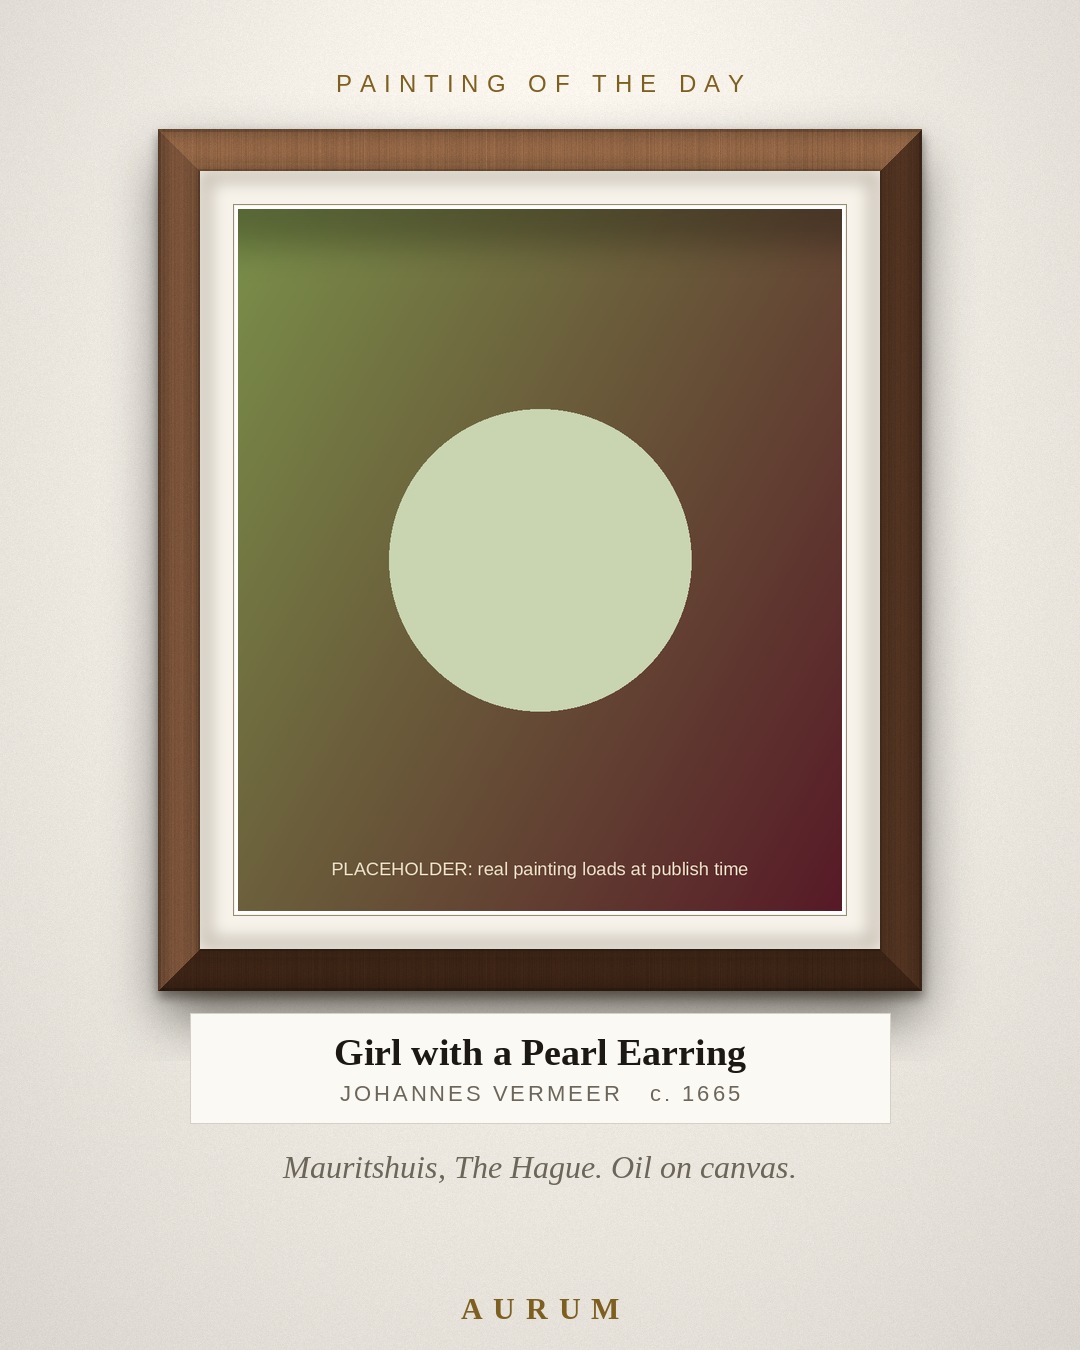 PAINTING OF THE DAY
PLACEHOLDER: real painting loads at publish time
Girl with a Pearl Earring
JOHANNES VERMEER c. 1665
Mauritshuis, The Hague. Oil on canvas.
AURUM